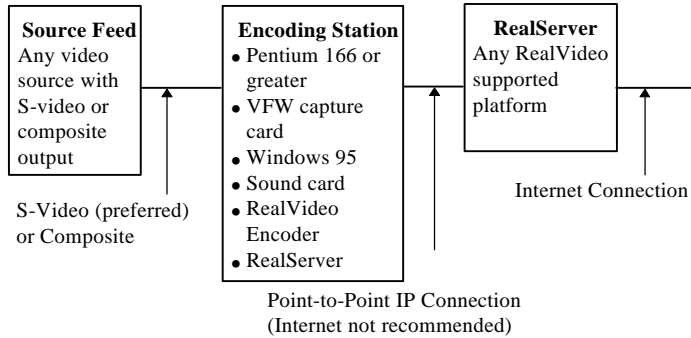 Source Feed
Any video
source with
S-video or
composite
output
Encoding Station
● Pentium 166 or
greater
● VFW capture
card
● Windows 95
● Sound card
● RealVideo
Encoder
● RealServer
RealServer
Any RealVideo
supported
platform
S-Video (preferred)
or Composite
Point-to-Point IP Connection
(Internet not recommended)
Internet Connection